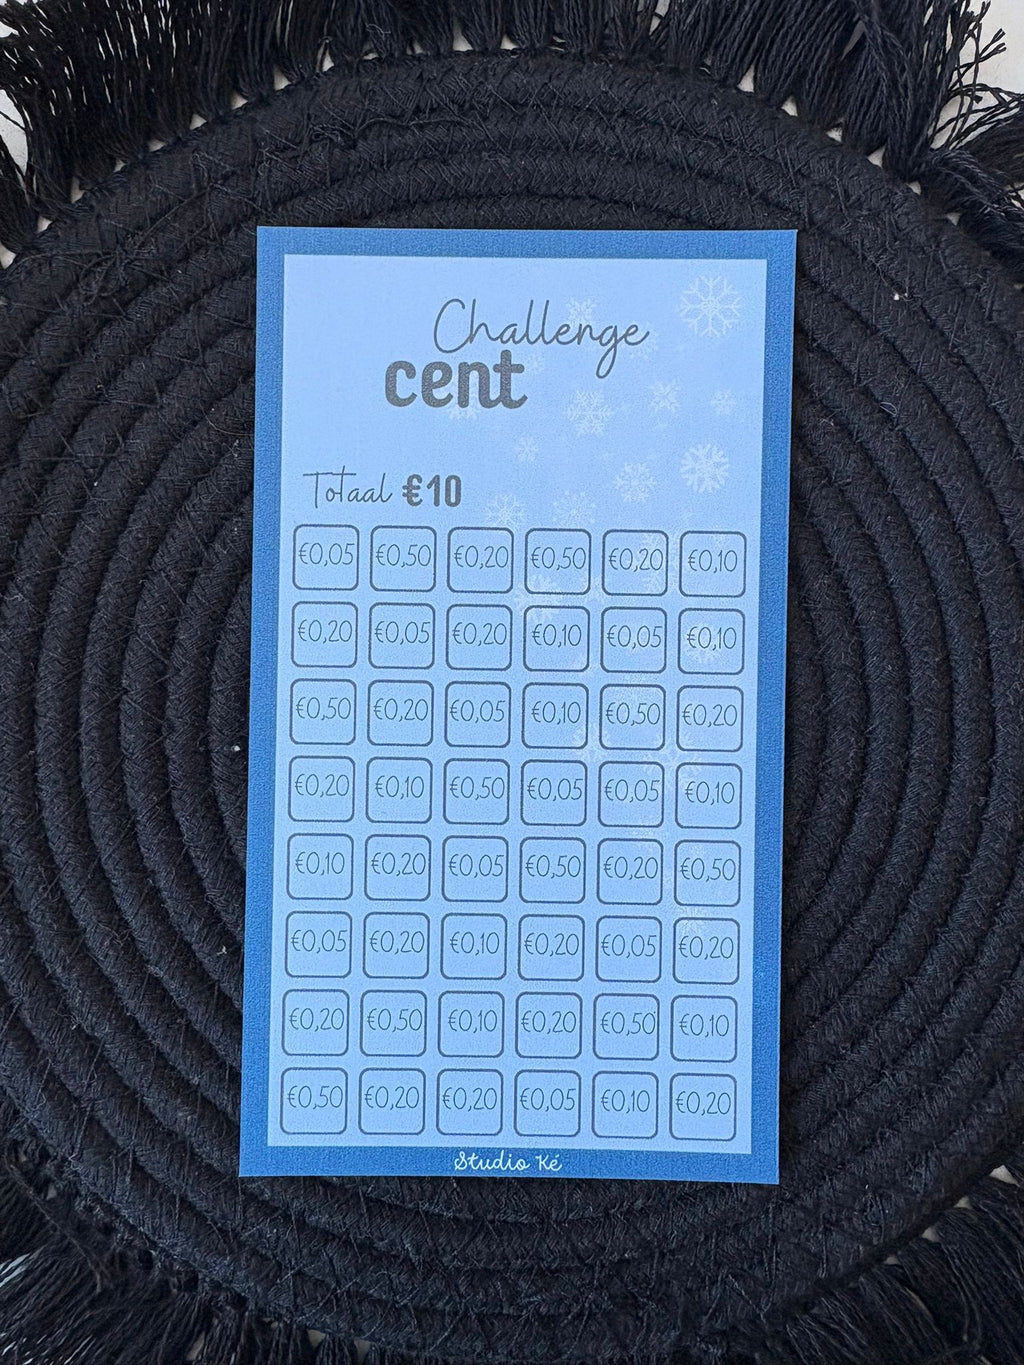 Challenge
cent
Totaal €10
€0,05 €0,50 €0,20 €0,50 €0,20 €0,10
€0,20 €0,05 €0,20 €0,10 €0,05 €0,10
€0,50 €0,20 €0,05 €0,10 €0,50 €0,20
€0,20 €0,10 €0,50 €0,05 €0,05 €0,10
€0,10 €0,20 €0,05 €0,50 €0,20 €0,50
€0,05 €0,20 €0,10 €0,20 €0,05 €0,20
€0,20 €0,50 €0,10 €0,20 €0,50 €0,10
€0,50 €0,20 €0,20 €0,05 €0,10 €0,20
Studio Ké